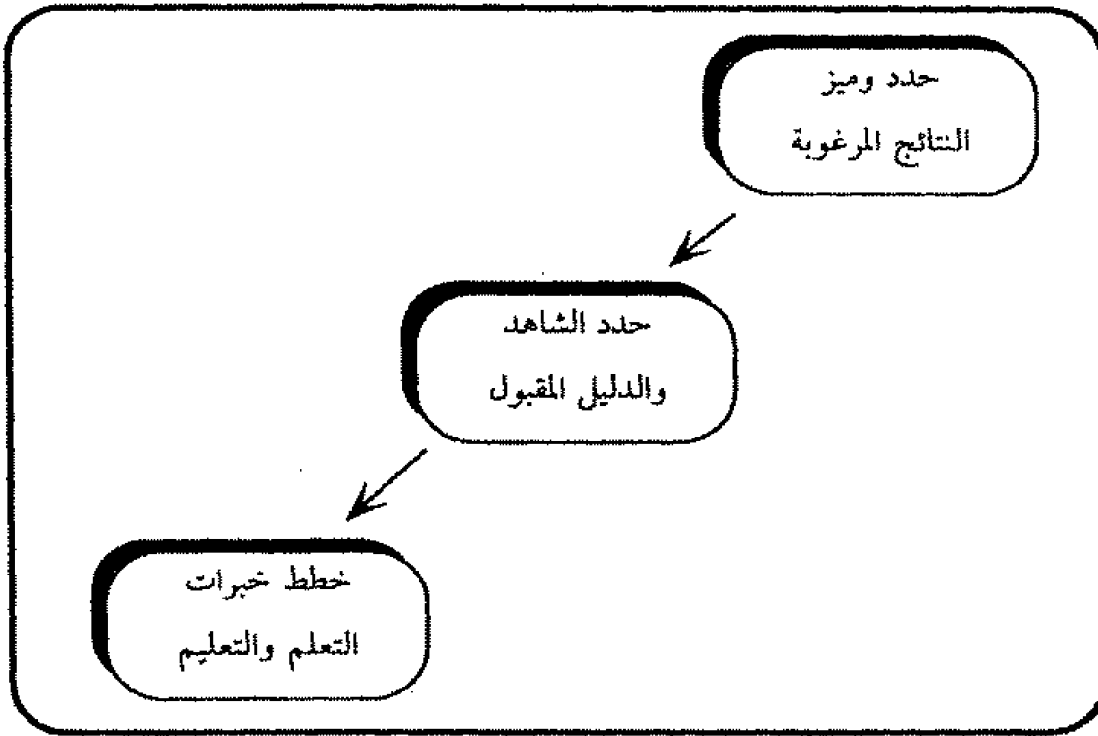 حدد وميز
النتائج المرغوبة
حدد الشاهد
والدليل المقبول
خطط خبرات
التعلم والتعليم